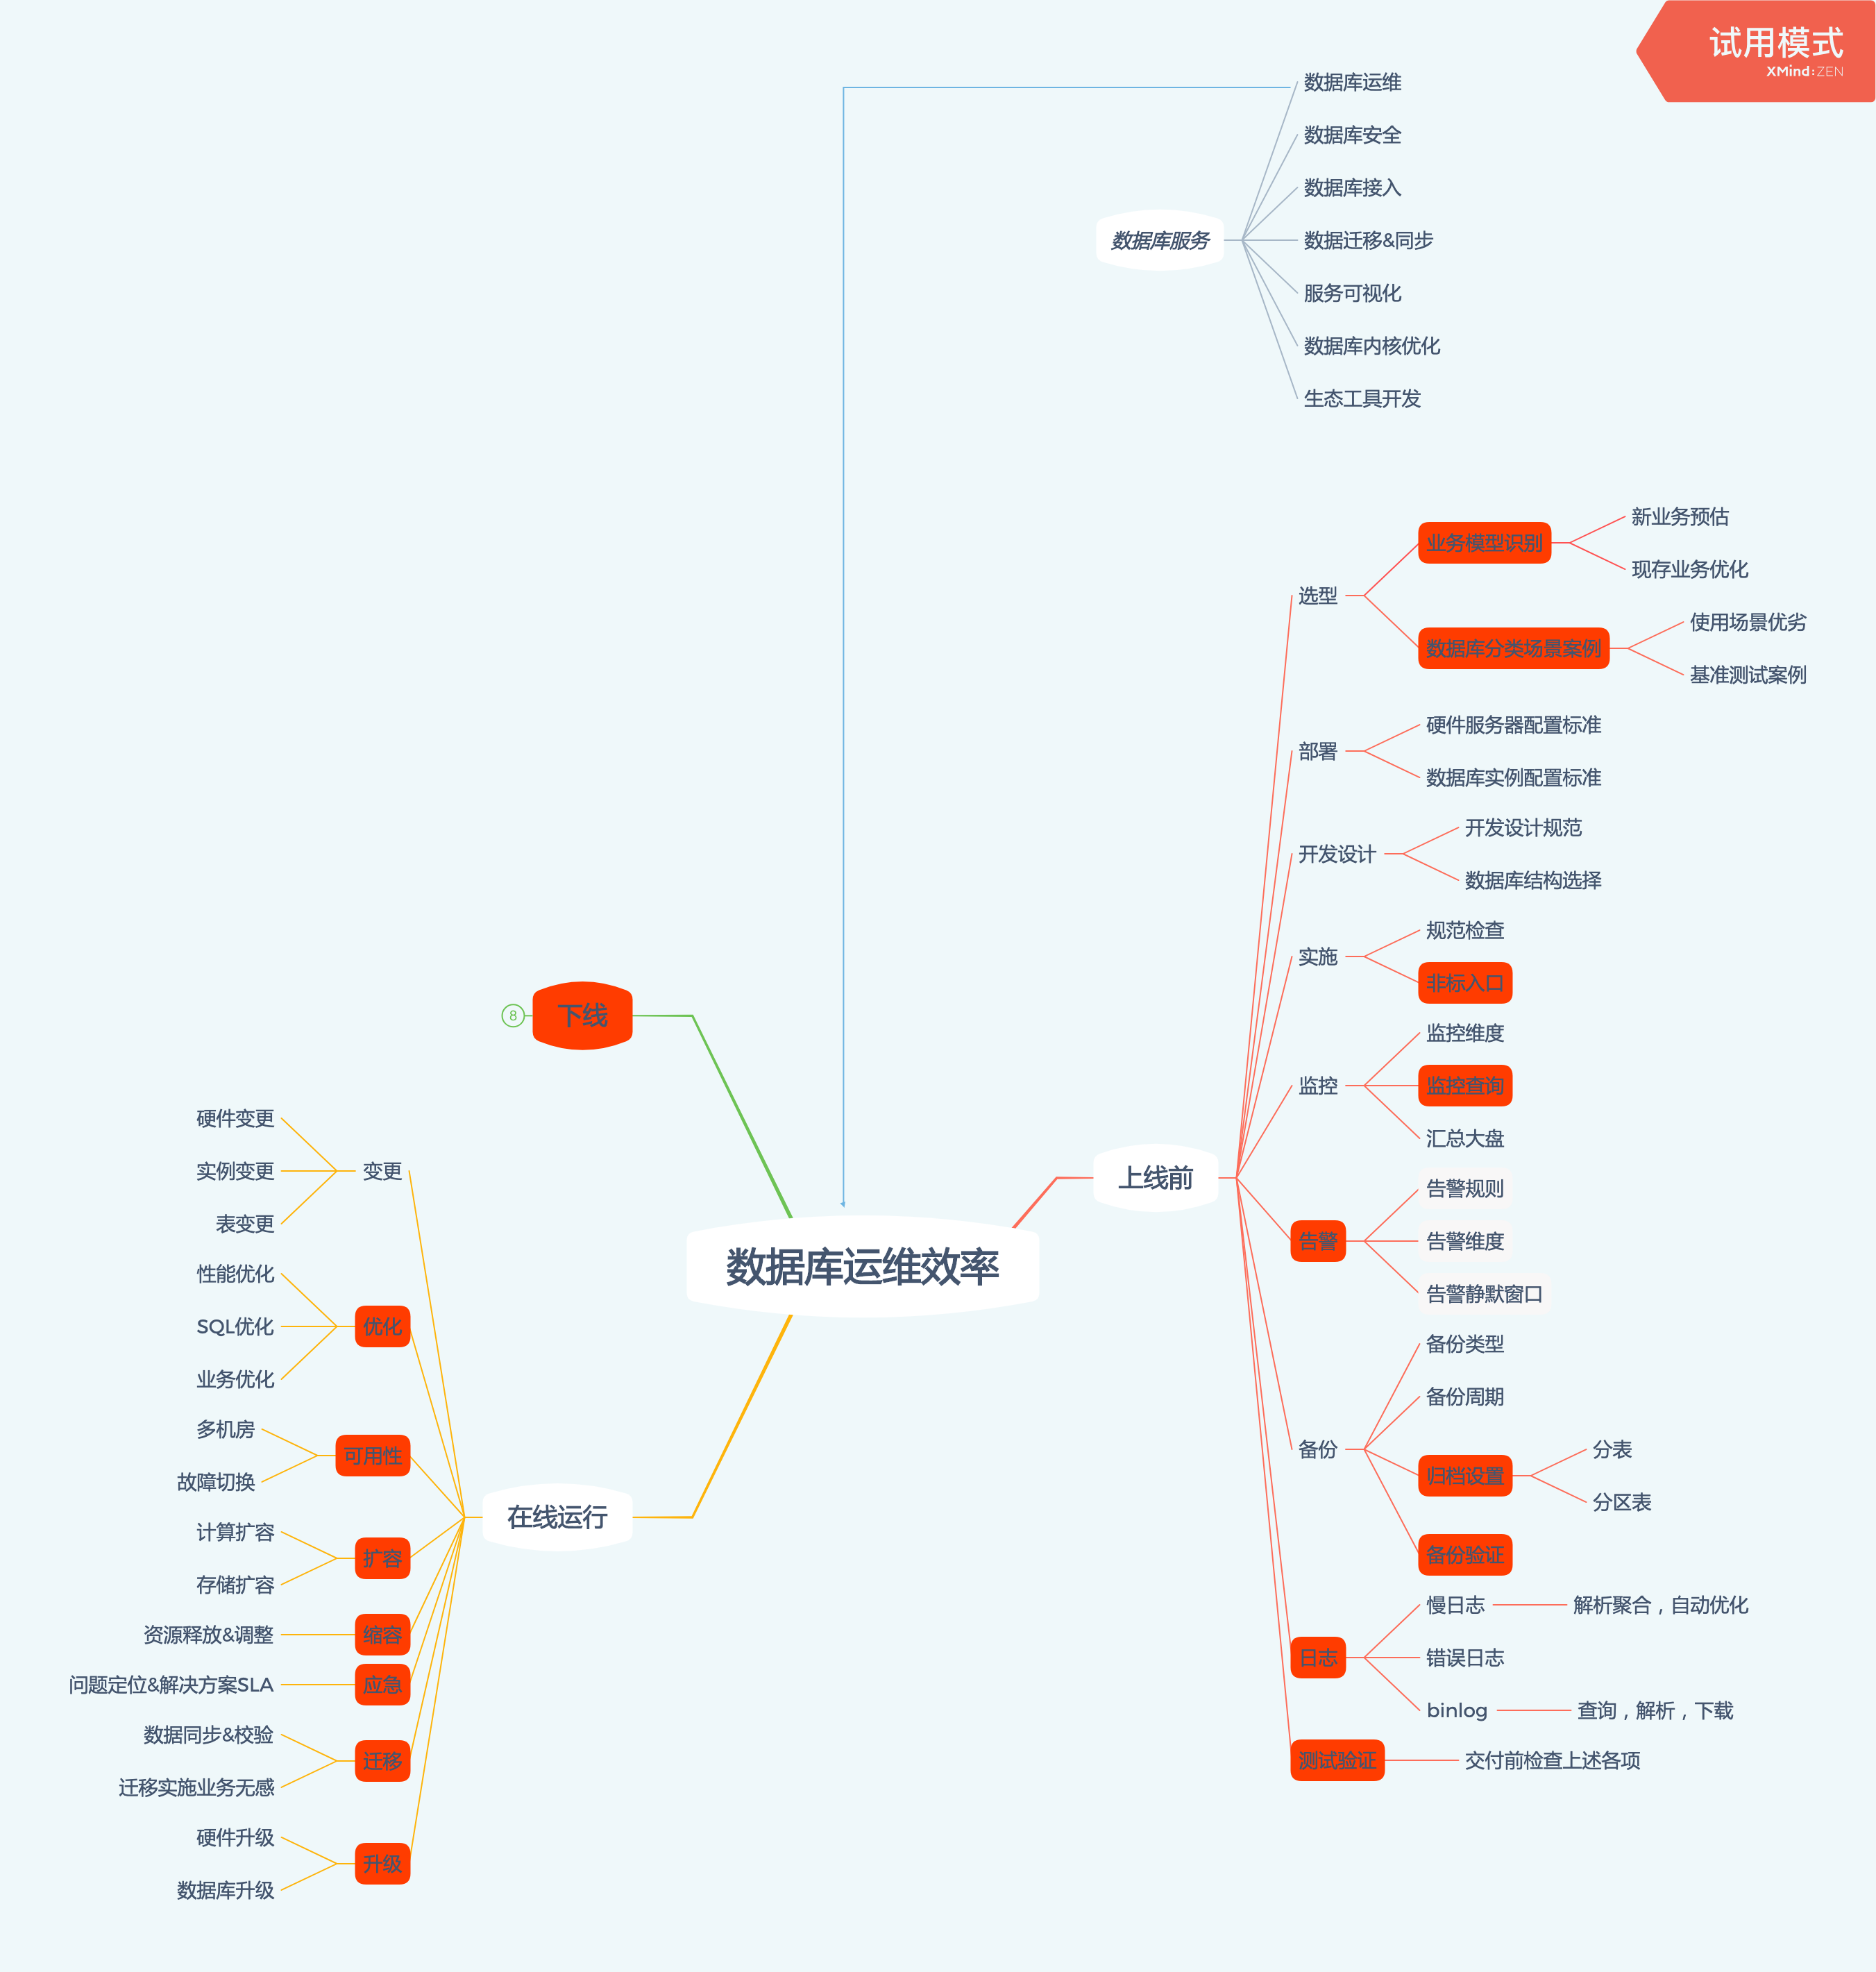 试用模式
XMind:ZEN
数据库服务
数据库运维
数据库安全
数据库接入
数据迁移&同步
服务可视化
数据库内核优化
生态工具开发
数据库运维效率
上线前
选型
业务模型识别
新业务预估
现存业务优化
数据库分类场景案例
使用场景优劣
基准测试案例
部署
硬件服务器配置标准
数据库实例配置标准
开发设计
开发设计规范
数据库结构选择
实施
规范检查
非标入口
监控
监控维度
监控查询
汇总大盘
告警
告警规则
告警维度
告警静默窗口
备份
备份类型
备份周期
归档设置
分表
分区表
备份验证
日志
慢日志
解析聚合，自动优化
错误日志
binlog
查询，解析，下载
测试验证
交付前检查上述各项
下线
8
在线运行
变更
硬件变更
实例变更
表变更
优化
性能优化
SQL优化
业务优化
可用性
多机房
故障切换
扩容
计算扩容
存储扩容
缩容
资源释放&调整
应急
问题定位&解决方案SLA
迁移
数据同步&校验
迁移实施业务无感
升级
硬件升级
数据库升级